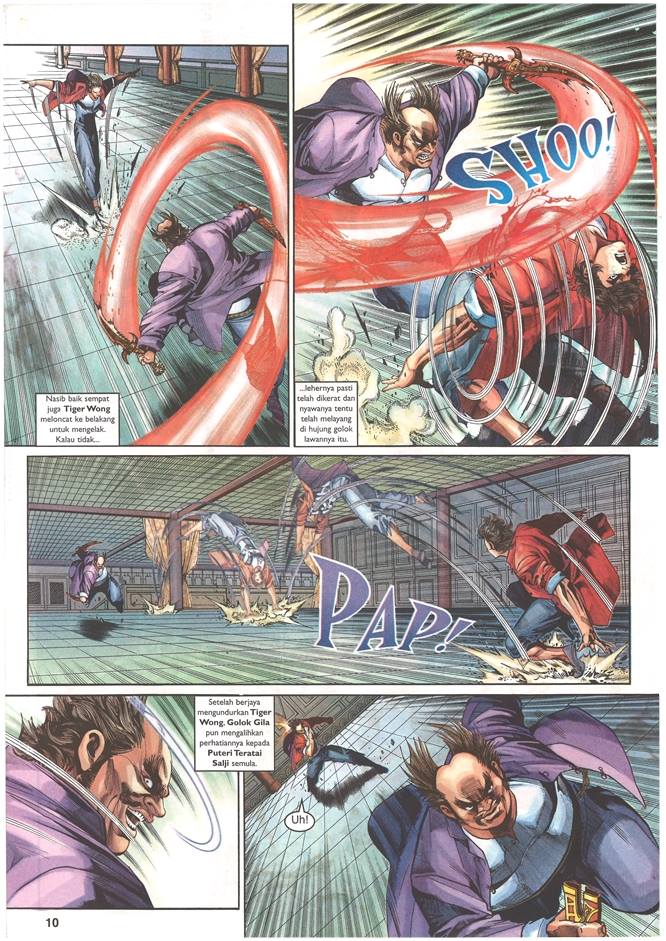 Nasib baik sempat
juga Tiger Wong
meloncat ke belakang
untuk mengelak.
Kalau tidak...
SHOO!
...lehernya pasti
telah dikerat dan
nyawanya tentu
telah melayang
di hujung golok
lawannya itu.
PAP!
Setelah berjaya
mengundurkan Tiger
Wong, Golok Gila
pun mengalihkan
perhatiannya kepada
Puteri Teratai
Salji semula.
Uh!
10